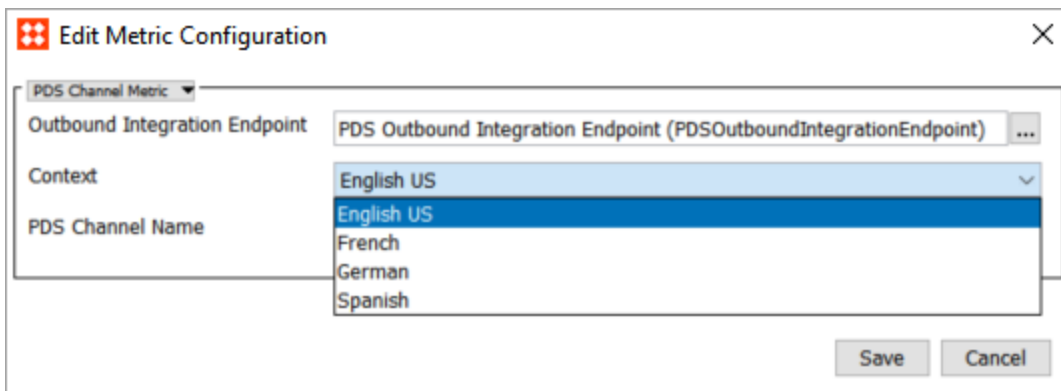 Edit Metric Configuration
PDS Channel Metric
Outbound Integration Endpoint
PDS Outbound Integration Endpoint (PDSOutboundIntegrationEndpoint)
...
Context
English US
PDS Channel Name
English US
French
German
Spanish
Save
Cancel